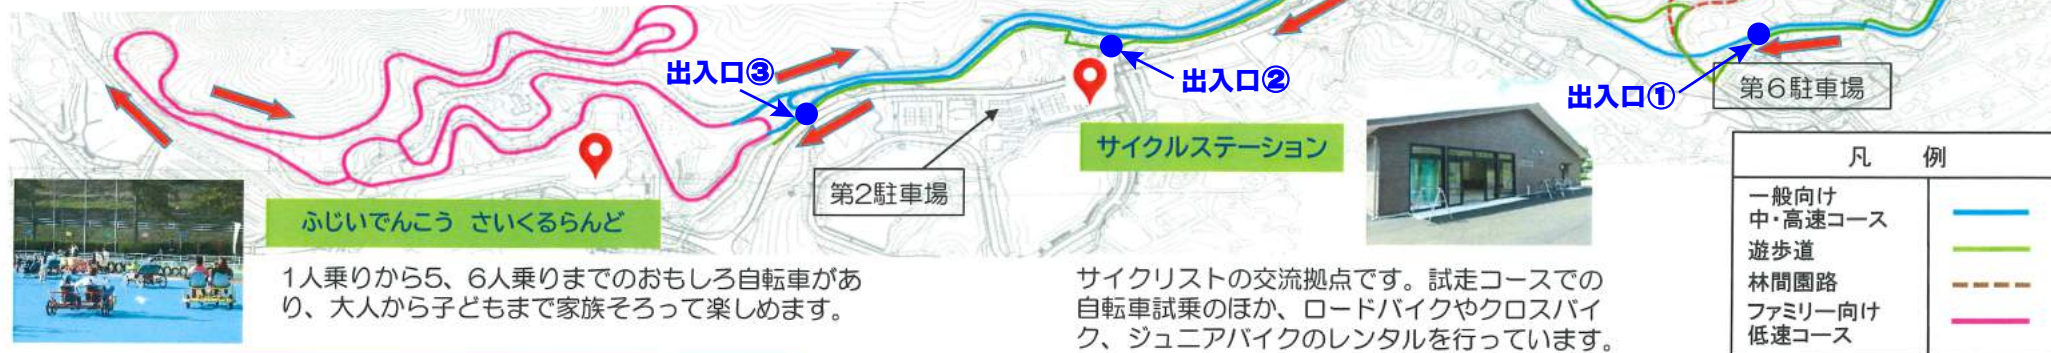 出入口③
出入口②
出入口①
第6駐車場
サイクルステーション
第2駐車場
ふじいでんこう さいくるらんど
1人乗りから5、6人乗りまでのおもしろ自転車があ
り、大人から子どもまで家族そろって楽しめます。
サイクリストの交流拠点です。試走コースでの
自転車試乗のほか、ロードバイクやクロスバイ
ク、ジュニアバイクのレンタルを行っています。
凡 例
一般向け
中・高速コース
遊歩道
林間園路
ファミリー向け
低速コース